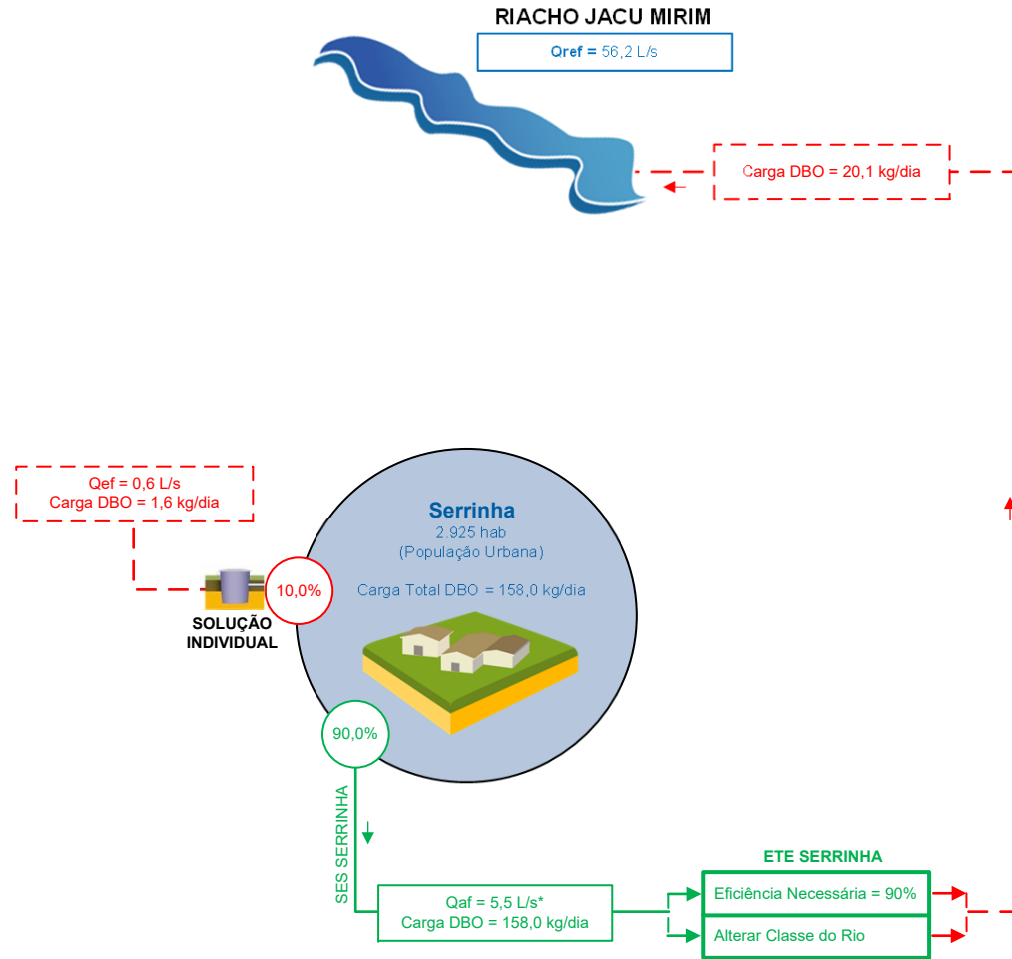 RIACHO JACU MIRIM
Qref = 56,2 L/s
Carga DBO = 20,1 kg/dia
Qef = 0,6 L/s
Carga DBO = 1,6 kg/dia
Serrinha
2.925 hab
(População Urbana)
Carga Total DBO = 158,0 kg/dia
10,0%
SOLUÇÃO
INDIVIDUAL
90,0%
SES SERRINHA
ETE SERRINHA
Qaf = 5,5 L/s*
Carga DBO = 158,0 kg/dia
Eficiência Necessária = 90%
Alterar Classe do Rio